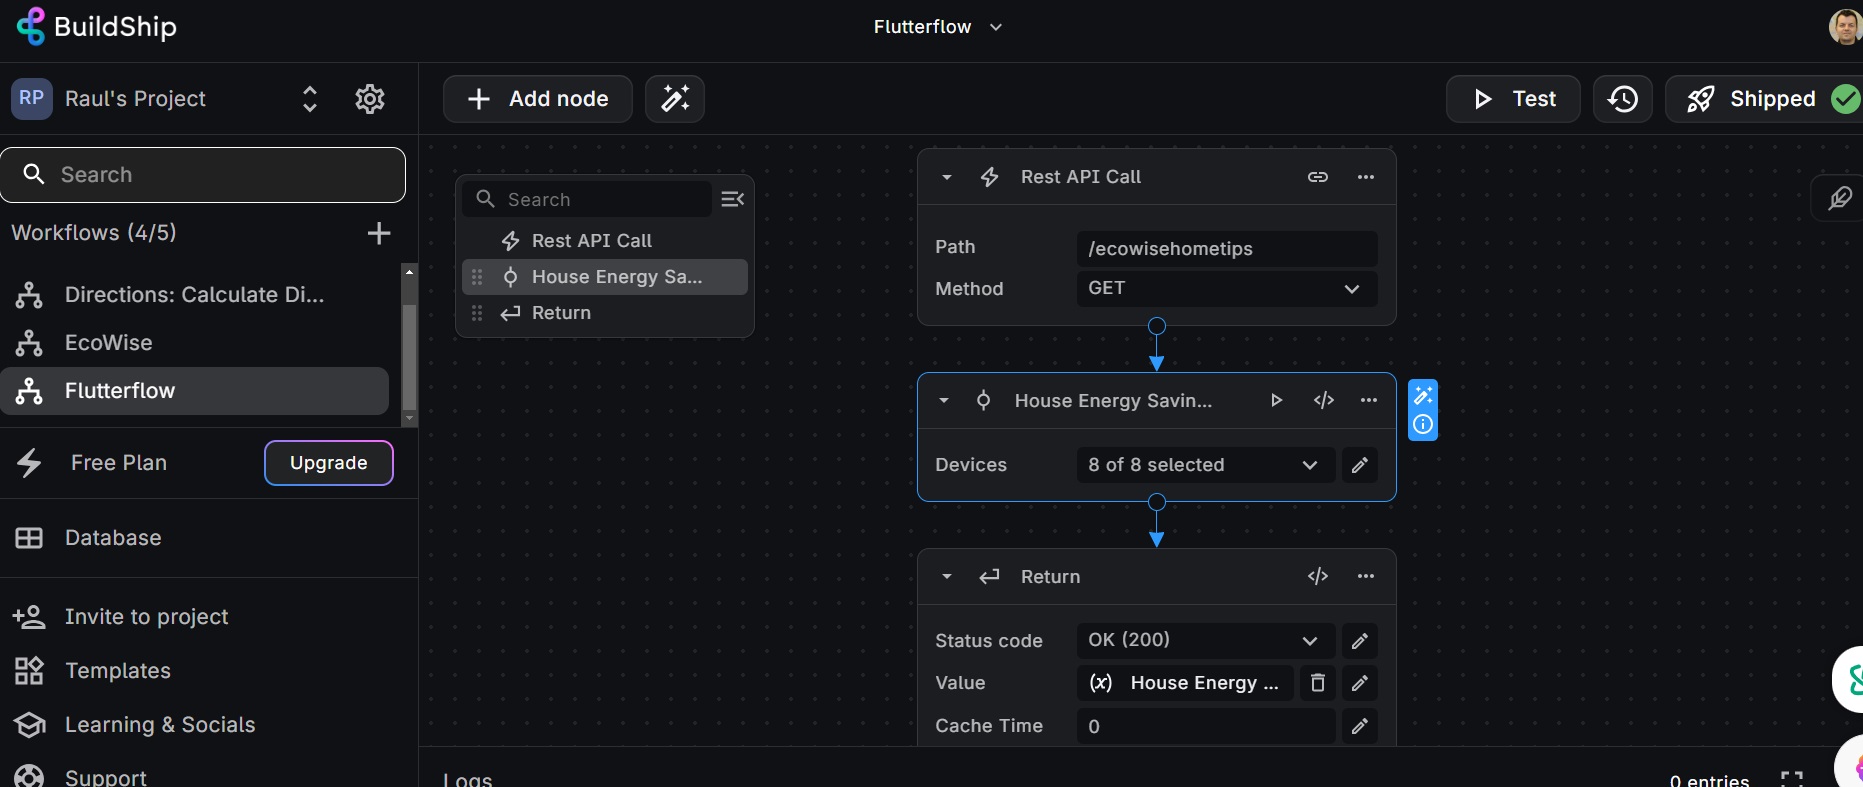 BuildShip
Flutterflow
RP
Raul's Project
Add node
Test
Shipped
Search
Workflows (4/5)
Directions: Calculate Di...
EcoWise
Flutterflow
Free Plan
Upgrade
Database
Invite to project
Templates
Learning & Socials
Support
Search
Rest API Call
House Energy Sa...
Return
Rest API Call
Path
/ecowisehometips
Method
GET
House Energy Savin...
Devices
8 of 8 selected
Return
Status code
OK (200)
Value
(x) House Energy ...
Cache Time
0
Logs
0 entries